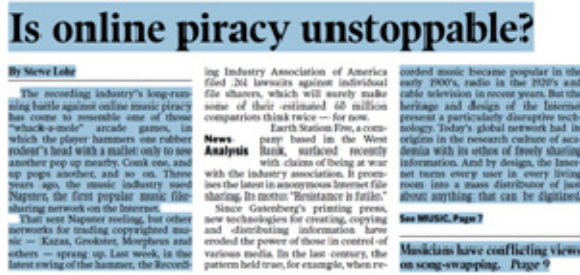 Is online piracy unstoppable?
By Steve Lohr
The recording industry's long-run-
ning battle against online music piracy
has come to resemble one of those
"whack-a-mole" arcade games, in
which the player hammers one rubber
rodent's head with a mallet only to see
another pop up nearby. Conk one, and
up pops another, and so on. Three
years ago, the music industry sued
Napster, the first popular music file-
sharing network on the Internet.
That sent Napster reeling, but other
networks for trading copyrighted mu-
sic — Kazaa, Grokster, Morpheus and
others — sprang up. Last week, in the
latest swing of the hammer, the Record-
ing Industry Association of America
filed 261 lawsuits against individual
file sharers, which will surely make
some of their estimated 60 million
compatriots think twice — for now.
Earth Station Five, a com-
pany based in the West
Bank, surfaced recently
with claims of being at war
News
Analysis
with the industry association. It prom-
ises the latest in anonymous Internet file
sharing. Its motto: "Resistance is futile."
Since Gutenberg's printing press,
new technologies for creating, copying
and distributing information have
eroded the power of those in control of
various media. In the last century, the
pattern held true, for example, when re-
corded music became popular in the
early 1900's, radio in the 1920's and
cable television in recent years. But the
heritage and design of the Internet
present a particularly disruptive tech-
nology. Today's global network had its
origins in the research culture of aca-
demia with its ethos of freely sharing
information. And by design, the Inter-
net turns every user in every living
room into a mass distributor of just
about anything that can be digitized,
See MUSIC, Page 7
Musicians have conflicting views
on song-swapping. Page 9